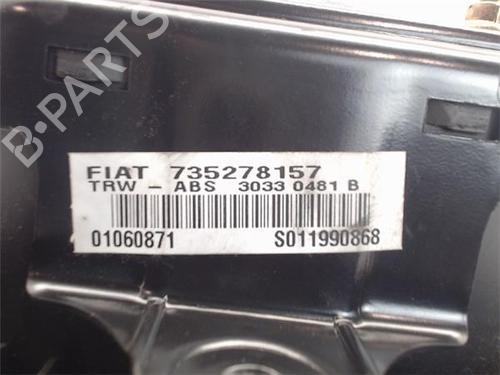 B-PARTS
FIAT 735278157
TRW - ABS 3033 0481 B
01060871 S011990868